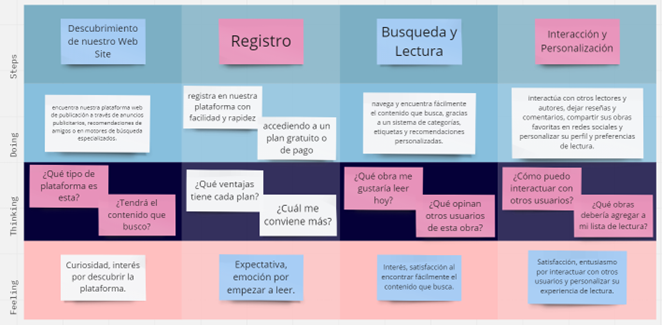 Steps
Descubrimiento
de nuestro Web
Site
Registro
Busqueda y
Lectura
Interacción y
Personalización
Doing
encuentra nuestra plataforma web
de publicación a través de anuncios
publicitarios, recomendaciones de
amigos o en motores de búsqueda
especializados.
registra en nuestra
plataforma con
facilidad y rapidez
accediendo a un
plan gratuito o
de pago
navega y encuentra fácilmente
el contenido que busca, gracias
a un sistema de categorías,
etiquetas y recomendaciones
personalizadas.
interactúa con otros lectores y
autores, dejar reseñas y
comentarios, compartir sus obras
favoritas en redes sociales y
personalizar su perfil y preferencias
de lectura.
Thinking
¿Qué tipo de
plataforma es
esta?
¿Tendrá el
contenido que
busco?
¿Qué ventajas
tiene cada plan?
¿Cuál me
conviene más?
¿Qué obra me
gustaría leer
hoy?
¿Qué opinan
otros usuarios
de esta obra?
¿Cómo puedo
interactuar con
otros usuarios?
¿Qué obras
debería agregar a
mi lista de lectura?
Feeling
Curiosidad, interés
por descubrir la
plataforma.
Expectativa,
emoción por
empezar a leer.
Interés, satisfacción al
encontrar fácilmente el
contenido que busca.
Satisfacción, entusiasmo
por interactuar con otros
usuarios y personalizar su
experiencia de lectura.